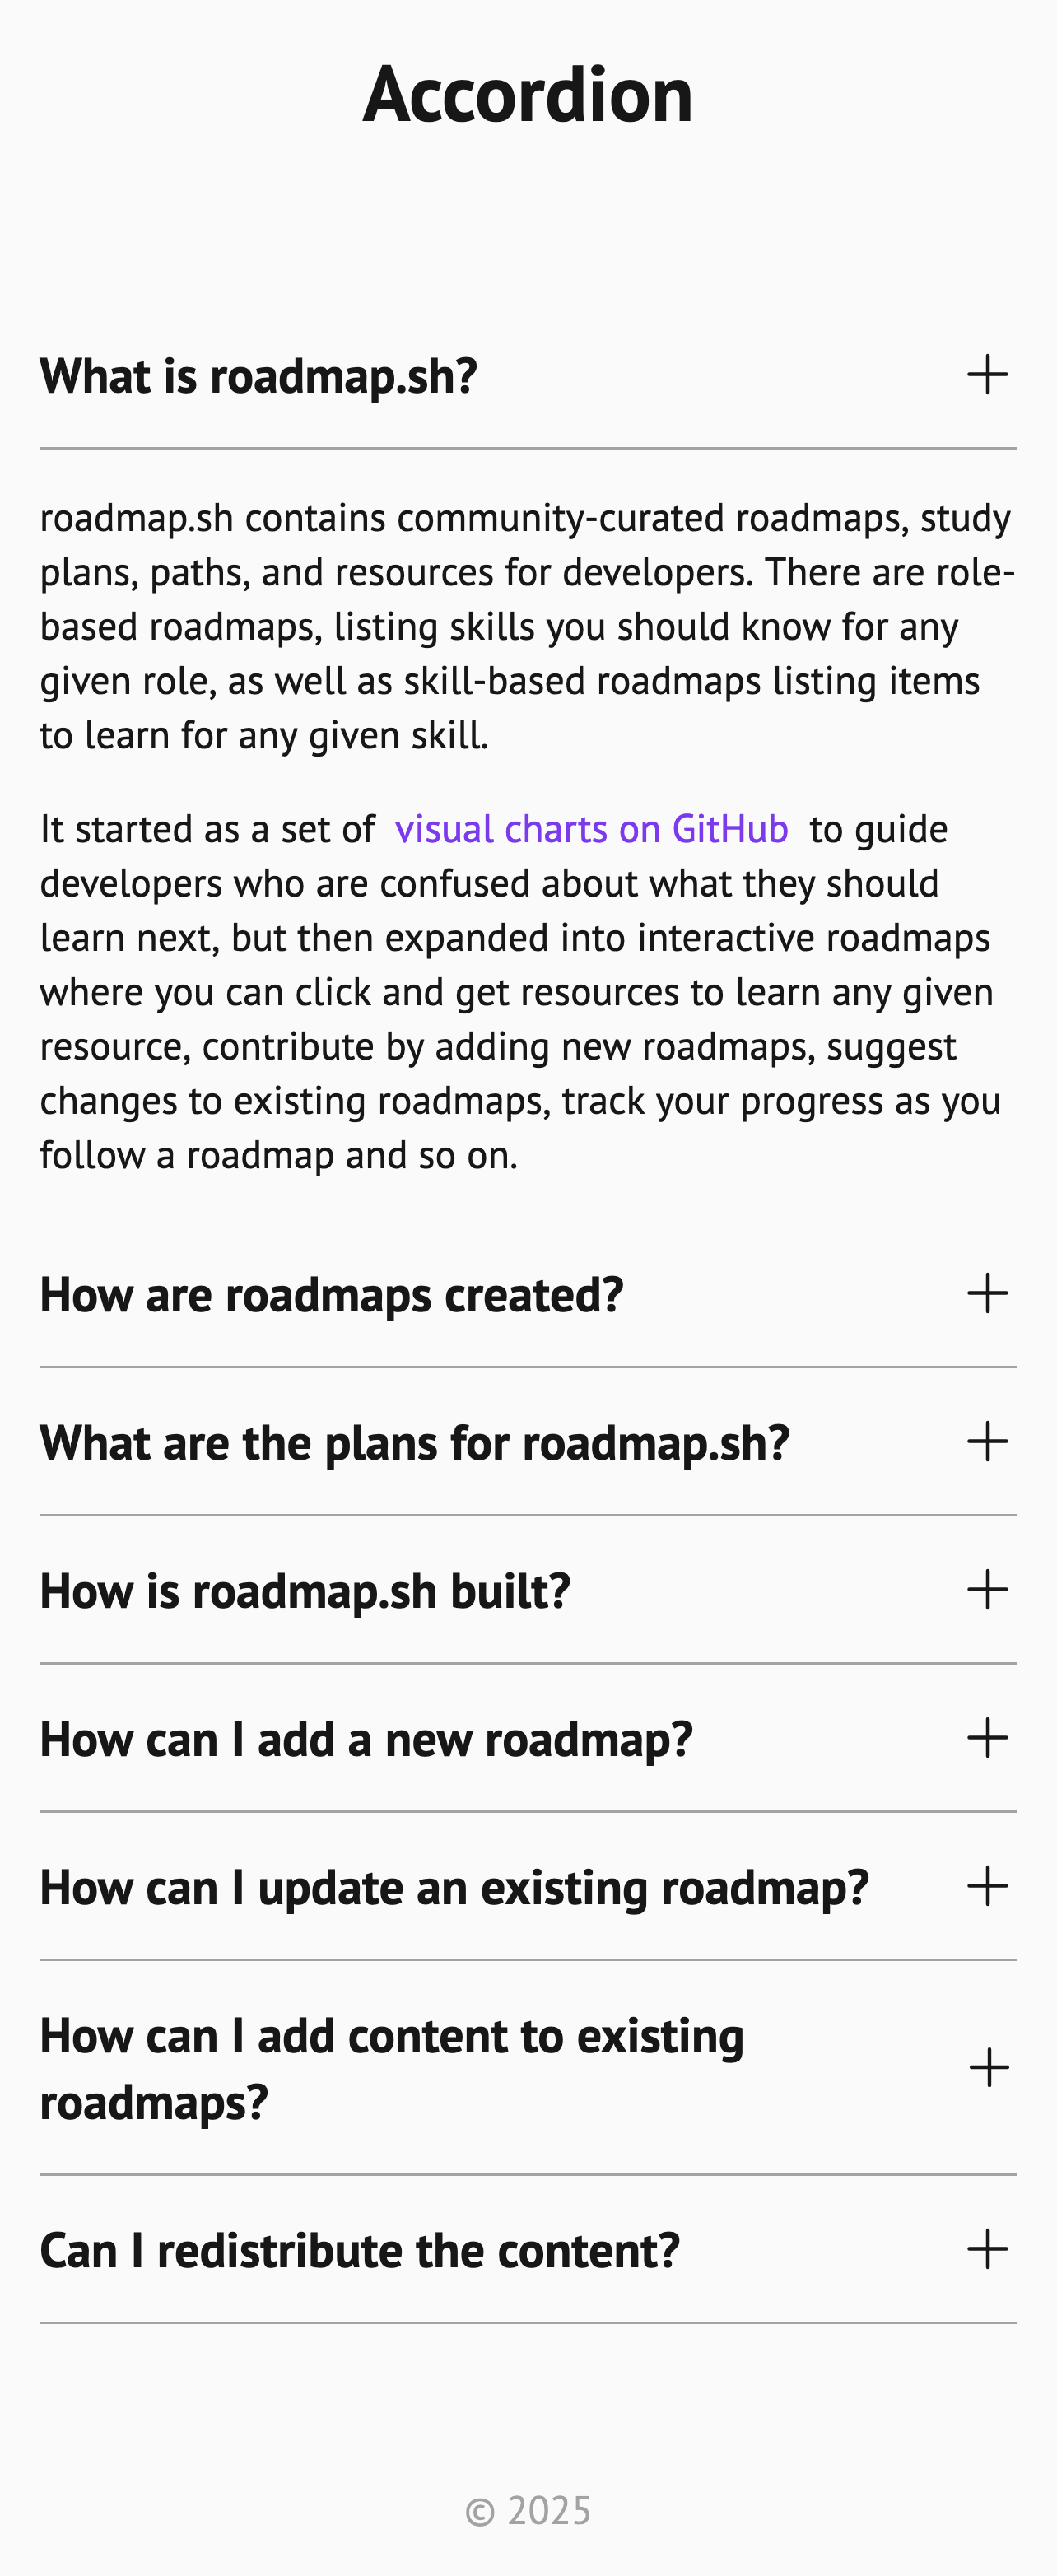 Accordion
What is roadmap.sh?
roadmap.sh contains community-curated roadmaps, study
plans, paths, and resources for developers. There are role-
based roadmaps, listing skills you should know for any
given role, as well as skill-based roadmaps listing items
to learn for any given skill.
It started as a set of visual charts on GitHub to guide
developers who are confused about what they should
learn next, but then expanded into interactive roadmaps
where you can click and get resources to learn any given
resource, contribute by adding new roadmaps, suggest
changes to existing roadmaps, track your progress as you
follow a roadmap and so on.
How are roadmaps created?
What are the plans for roadmap.sh?
How is roadmap.sh built?
How can I add a new roadmap?
How can I update an existing roadmap?
How can I add content to existing
roadmaps?
Can I redistribute the content?
© 2025